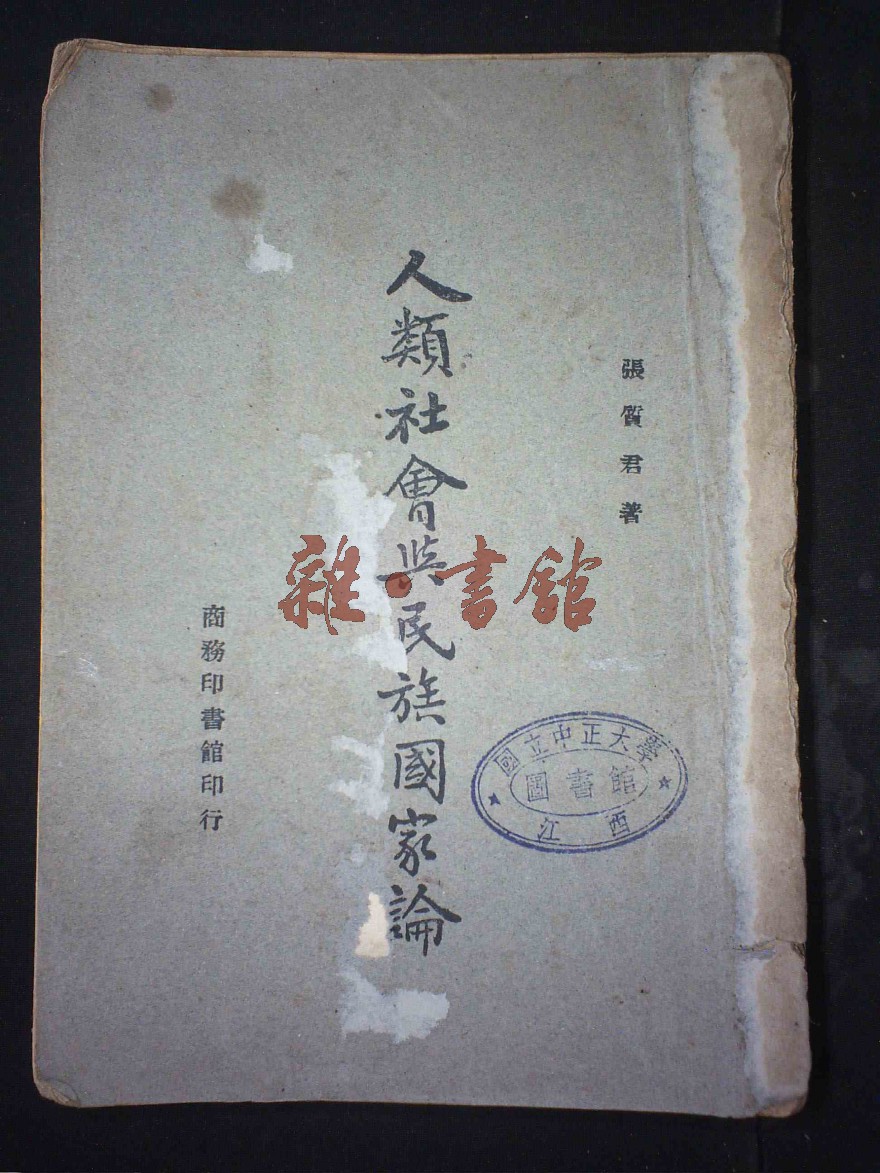 張質君著
人類社會與民族國家論
商務印書館印行
國立中正大學
圖書館
江西
雜·書館